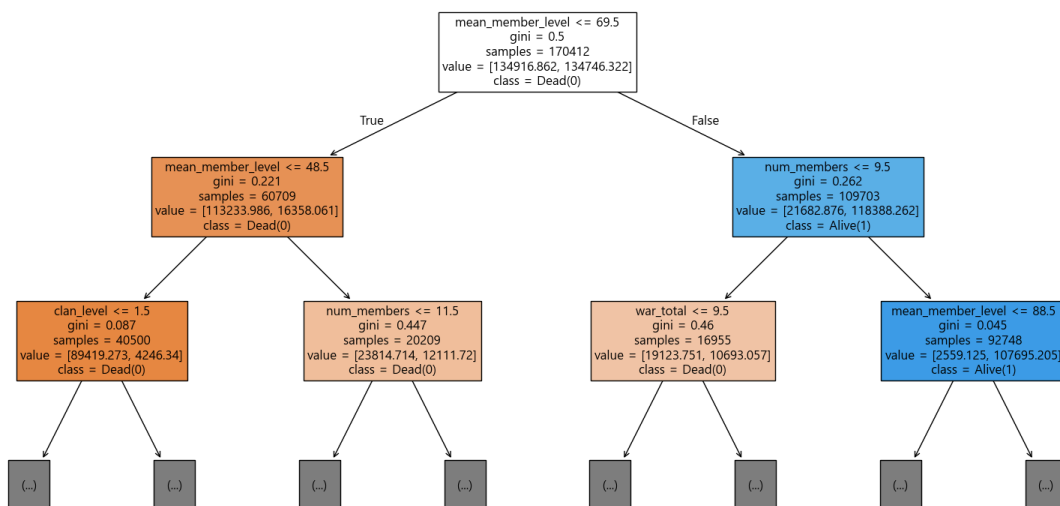 mean_member_level <= 69.5
gini = 0.5
samples = 170412
value = [134916.862, 134746.322]
class = Dead(0)
True
False
mean_member_level <= 48.5
gini = 0.221
samples = 60709
value = [113233.986, 16358.061]
class = Dead(0)
num_members <= 9.5
gini = 0.262
samples = 109703
value = [21682.876, 118388.262]
class = Alive(1)
clan_level <= 1.5
gini = 0.087
samples = 40500
value = [89419.273, 4246.34]
class = Dead(0)
num_members <= 11.5
gini = 0.447
samples = 20209
value = [23814.714, 12111.72]
class = Dead(0)
war_total <= 9.5
gini = 0.46
samples = 16955
value = [19123.751, 10693.057]
class = Dead(0)
mean_member_level <= 88.5
gini = 0.045
samples = 92748
value = [2559.125, 107695.205]
class = Alive(1)
(...)
(...)
(...)
(...)
(...)
(...)
(...)
(...)